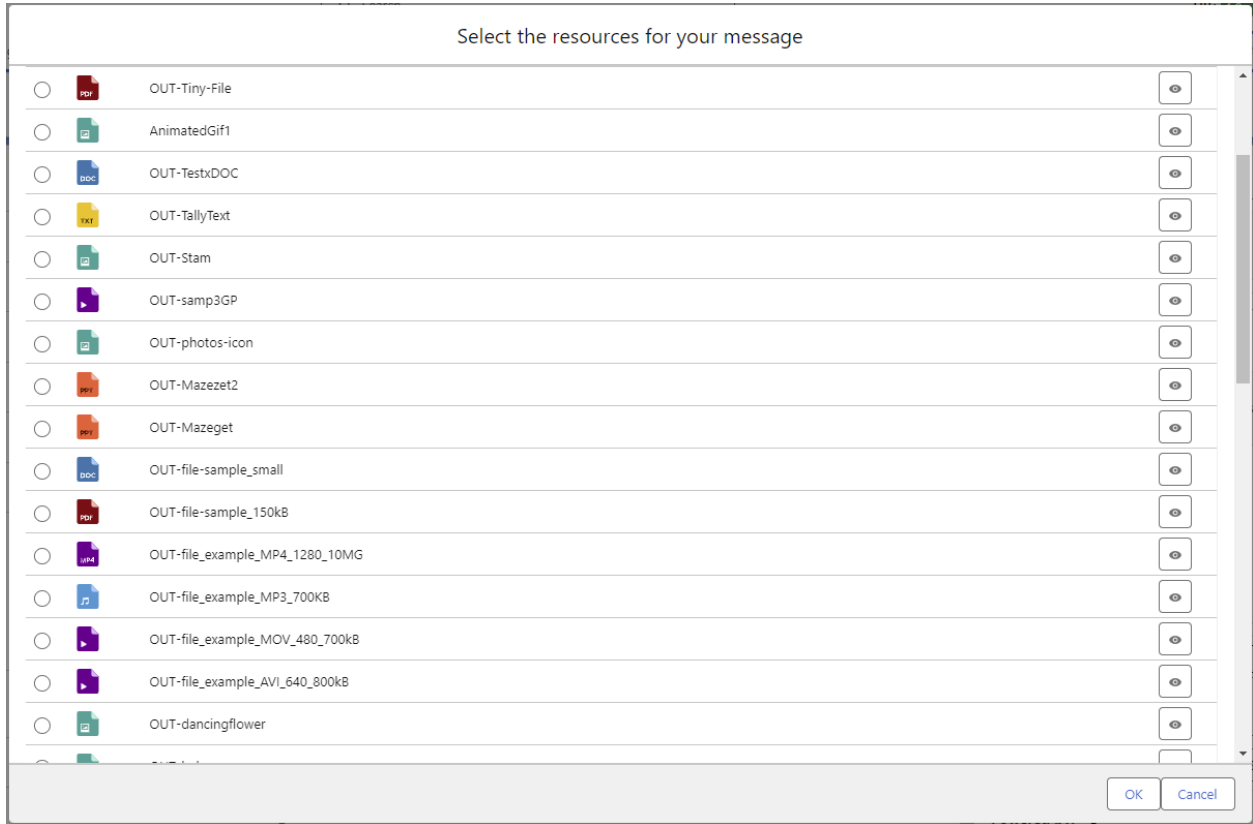 Select the resources for your message
PDF OUT-Tiny-File
AnimatedGif1
DOC OUT-TestxDOC
TXT OUT-TallyText
OUT-Stam
OUT-samp3GP
OUT-photos-icon
PPT OUT-Mazezet2
PPT OUT-Mazeget
DOC OUT-file-sample_small
PDF OUT-file-sample_150kB
MP4 OUT-file_example_MP4_1280_10MG
OUT-file_example_MP3_700KB
OUT-file_example_MOV_480_700kB
OUT-file_example_AVI_640_800kB
OUT-dancingflower
OK Cancel